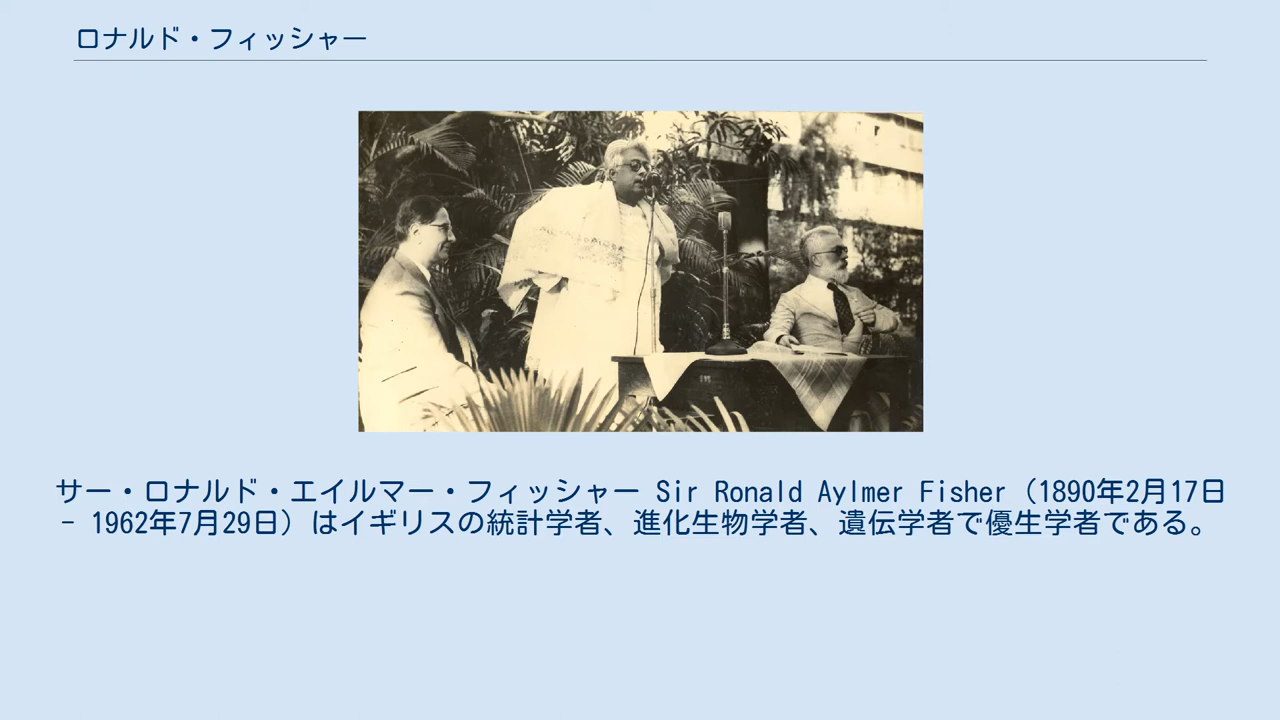 ロナルド・フィッシャー
サー・ロナルド・エイルマー・フィッシャー Sir Ronald Aylmer Fisher（1890年2月17日
– 1962年7月29日）はイギリスの統計学者、進化生物学者、遺伝学者で優生学者である。